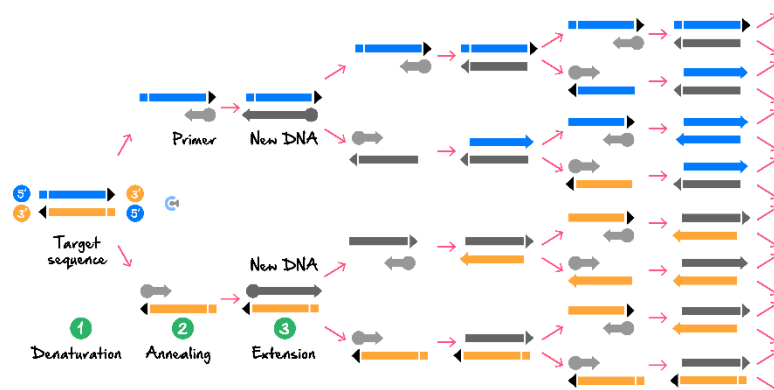 Primer
New DNA
5' 3'
3' 5'
Target
sequence
New DNA
1 2 3
Denaturation Annealing Extension